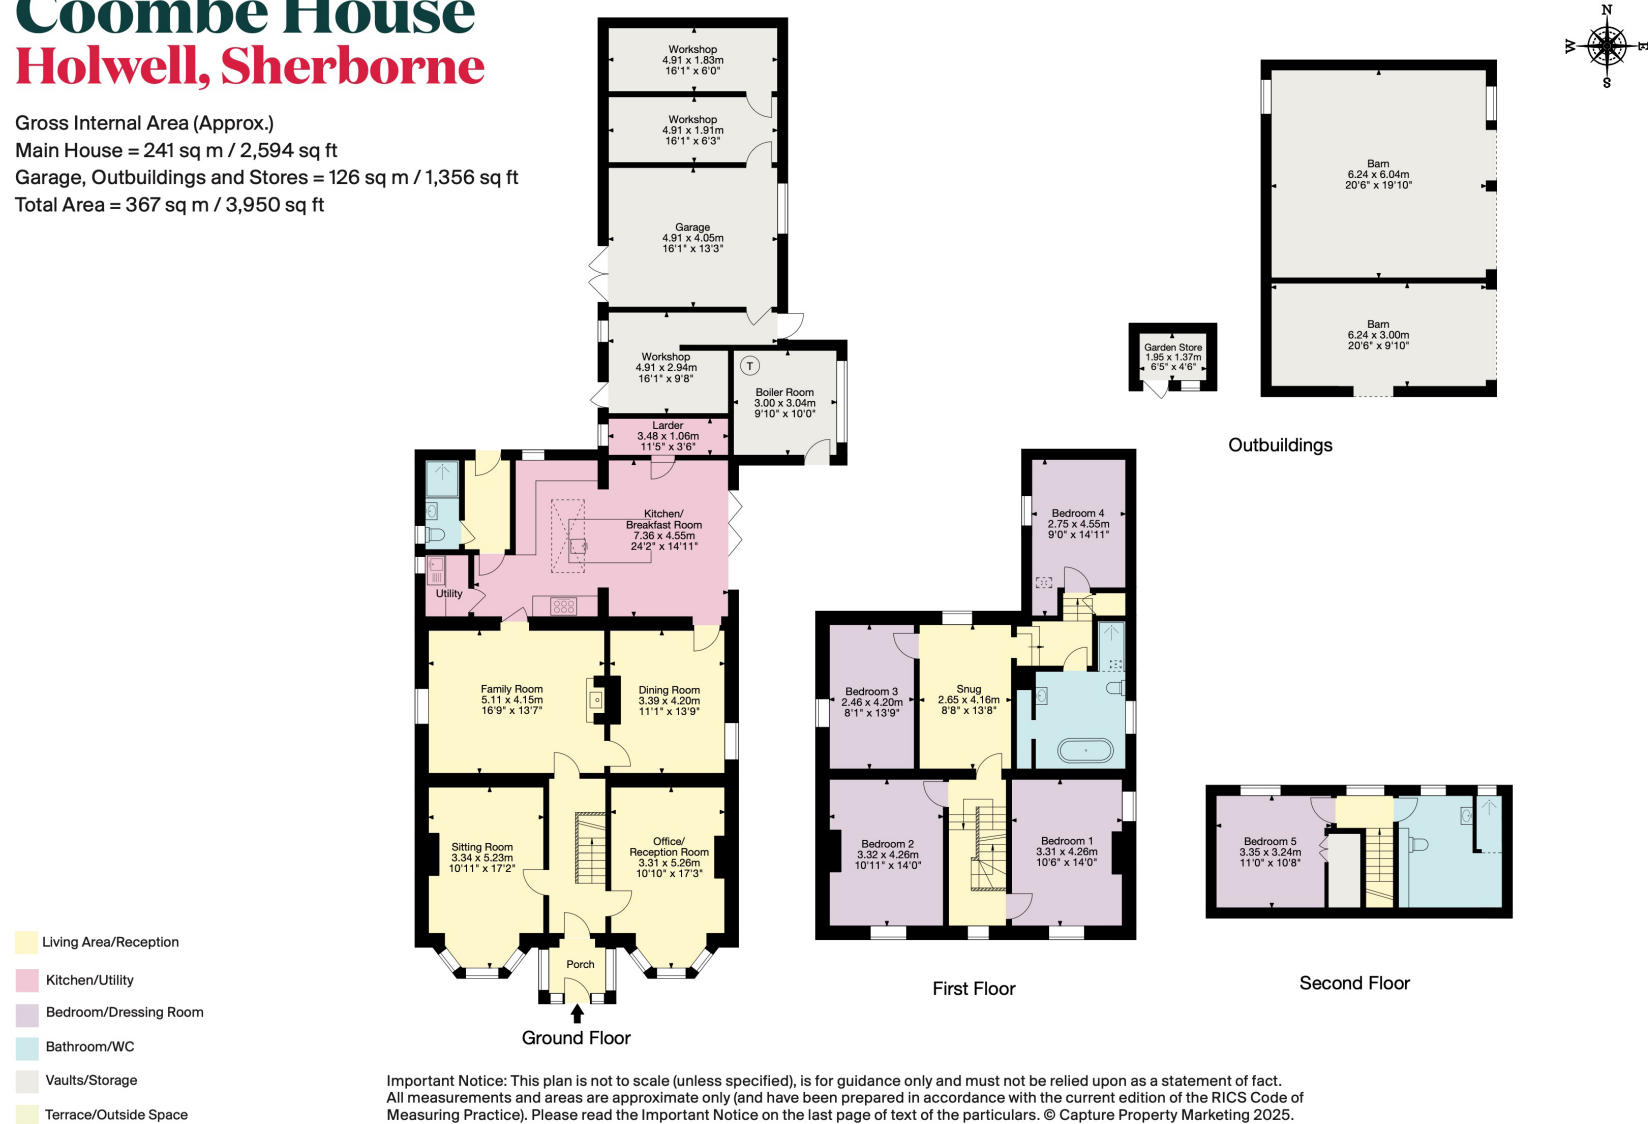 Coombe House
Holwell, Sherborne
Gross Internal Area (Approx.)
Main House = 241 sq m / 2,594 sq ft
Garage, Outbuildings and Stores = 126 sq m / 1,356 sq ft
Total Area = 367 sq m / 3,950 sq ft
N
W
E
S
Workshop
4.91 x 1.83m
16'1" x 6'0"
Workshop
4.91 x 1.91m
16'1" x 6'3"
Garage
4.91 x 4.05m
16'1" x 13'3"
Workshop
4.91 x 2.94m
16'1" x 9'8"
T
Boiler Room
3.00 x 3.04m
9'10" x 10'0"
Larder
3.48 x 1.06m
11'5" x 3'6"
Kitchen/
Breakfast Room
7.36 x 4.55m
24'2" x 14'11"
Utility
Family Room
5.11 x 4.15m
16'9" x 13'7"
Dining Room
3.39 x 4.20m
11'1" x 13'9"
Sitting Room
3.34 x 5.23m
10'11" x 17'2"
Office/
Reception Room
3.31 x 5.26m
10'10" x 17'3"
Porch
Ground Floor
Barn
6.24 x 6.04m
20'6" x 19'10"
Barn
6.24 x 3.00m
20'6" x 9'10"
Garden Store
1.95 x 1.37m
6'5" x 4'6"
Outbuildings
Bedroom 4
2.75 x 4.55m
9'0" x 14'11"
Bedroom 3
2.46 x 4.20m
8'1" x 13'9"
Snug
2.65 x 4.16m
8'8" x 13'8"
Bedroom 2
3.32 x 4.26m
10'11" x 14'0"
Bedroom 1
3.31 x 4.26m
10'6" x 14'0"
First Floor
Bedroom 5
3.35 x 3.24m
11'0" x 10'8"
Second Floor
Living Area/Reception
Kitchen/Utility
Bedroom/Dressing Room
Bathroom/WC
Vaults/Storage
Terrace/Outside Space
Important Notice: This plan is not to scale (unless specified), is for guidance only and must not be relied upon as a statement of fact.
All measurements and areas are approximate only (and have been prepared in accordance with the current edition of the RICS Code of
Measuring Practice). Please read the Important Notice on the last page of text of the particulars. © Capture Property Marketing 2025.